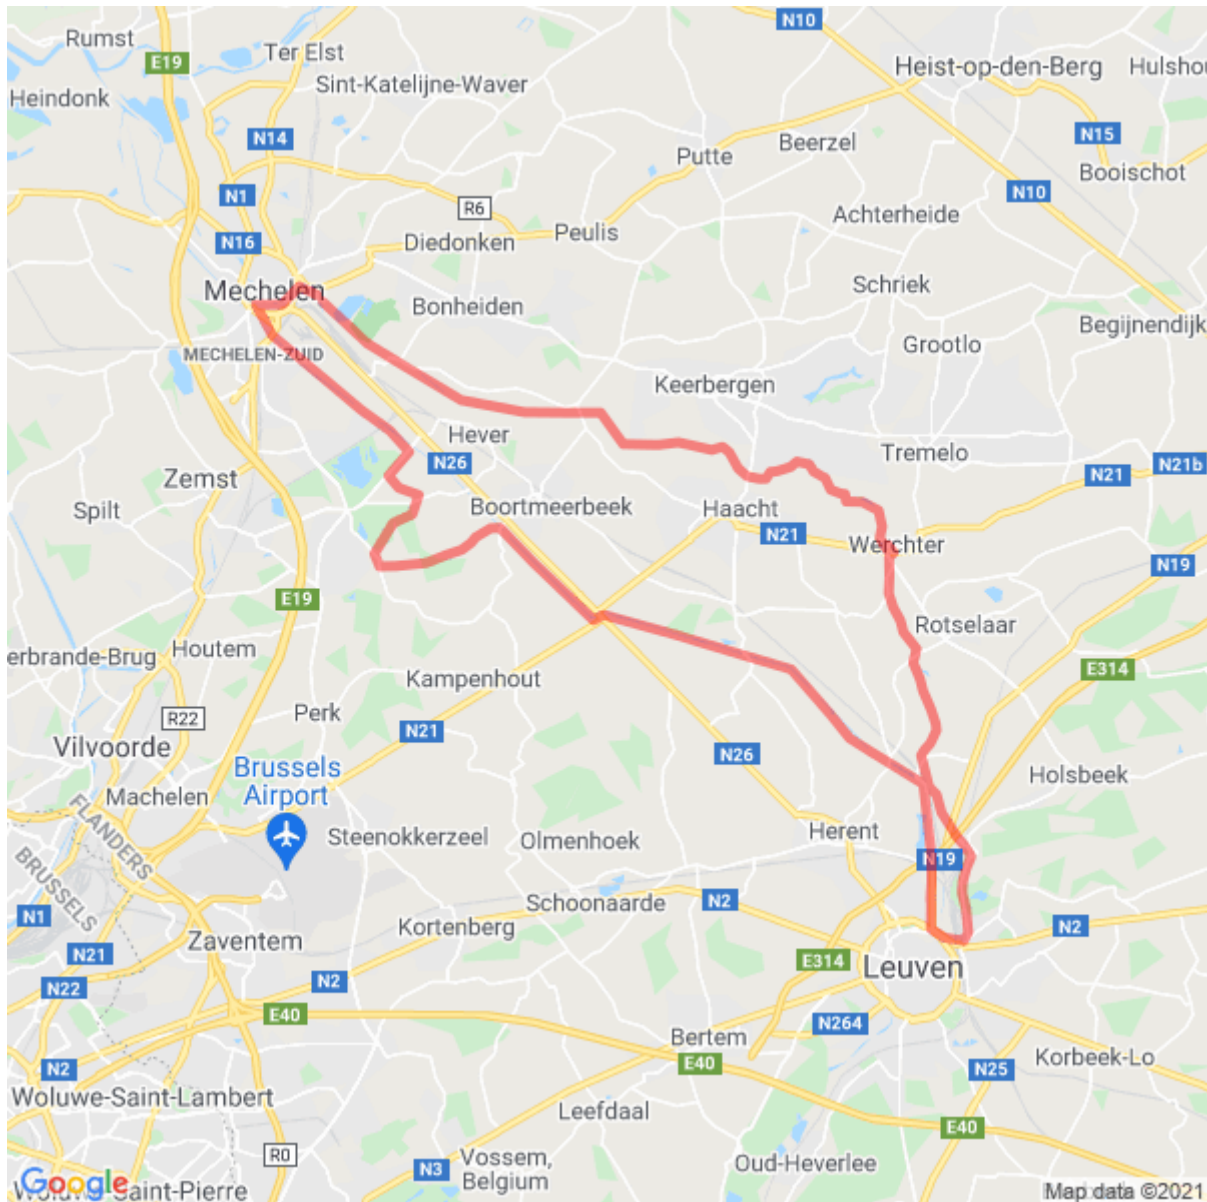 Rumst
Ter Elst
N10
E19
Heist-op-den-Berg
Hulsho
Sint-Katelijne-Waver
Heindonk
N14
N15
Beerzel
Putte
Booischot
N1
N10
R6
Achterheide
Peulis
N16
Diedonken
Schriek
Mechelen
Bonheiden
Begijnendijk
Grootlo
MECHELEN-ZUID
Keerbergen
Hever
Tremelo
N26
N21b
N21
Zemst
Boortmeerbeek
Haacht
Spilt
N21
Werchter
N19
E19
Rotselaar
Houtem
erbrande-Brug
E314
Kampenhout
R22
Perk
N21
Vilvoorde
N26
Brussels
Airport
Holsbeek
Machelen
FLANDERS
BRUSSELS
Steenokkerzeel
Olmenhoek
Herent
N19
N1
Schoonaarde
N2
N2
Kortenberg
Zaventem
N21
E314
Leuven
N22
N2
E40
N264
Bertem
N2
E40
N25
Korbeek-Lo
Woluwe-Saint-Lambert
Leefdaal
E40
R0
Vossem,
Belgium
N3
Oud-Heverlee
Google
Woluwe-Saint-Pierre
Map data ©2021